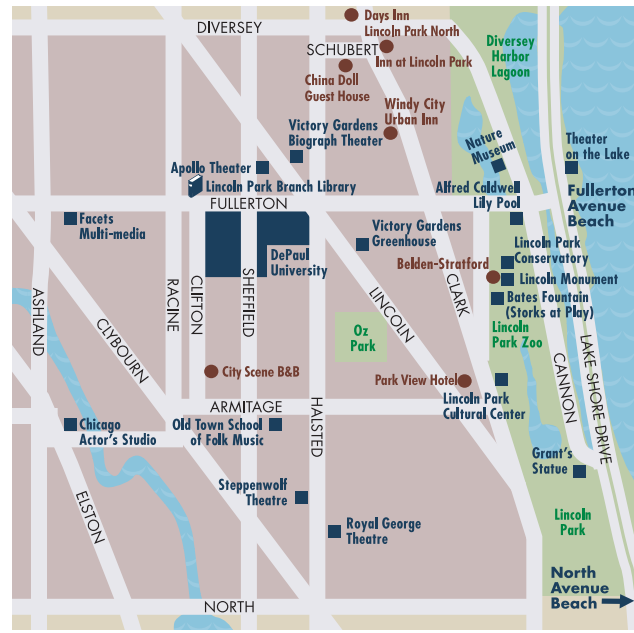 Days Inn
Lincoln Park North
DIVERSEY
SCHUBERT
Inn at Lincoln Park
Diversey
Harbor
Lagoon
China Doll
Guest House
Windy City
Urban Inn
Victory Gardens
Biograph Theater
Nature
Museum
Theater
on the Lake
Apollo Theater
Lincoln Park Branch Library
Alfred Caldwell
Lily Pool
Fullerton
Avenue
Beach
FULLERTON
Facets
Multi-media
Victory Gardens
Greenhouse
DePaul
University
Lincoln Park
Conservatory
Belden-Stratford
Lincoln Monument
Bates Fountain
(Storks at Play)
ASHLAND
CLYBOURN
RACINE
CLIFTON
SHEFFIELD
LINCOLN
CLARK
Oz
Park
Lincoln
Park Zoo
CANNON
LAKE SHORE DRIVE
City Scene B&B
Park View Hotel
HALSTED
ARMITAGE
Lincoln Park
Cultural Center
Chicago
Actor's Studio
Old Town School
of Folk Music
Grant's
Statue
ELSTON
Steppenwolf
Theatre
Royal George
Theatre
Lincoln
Park
North
Avenue
Beach
NORTH